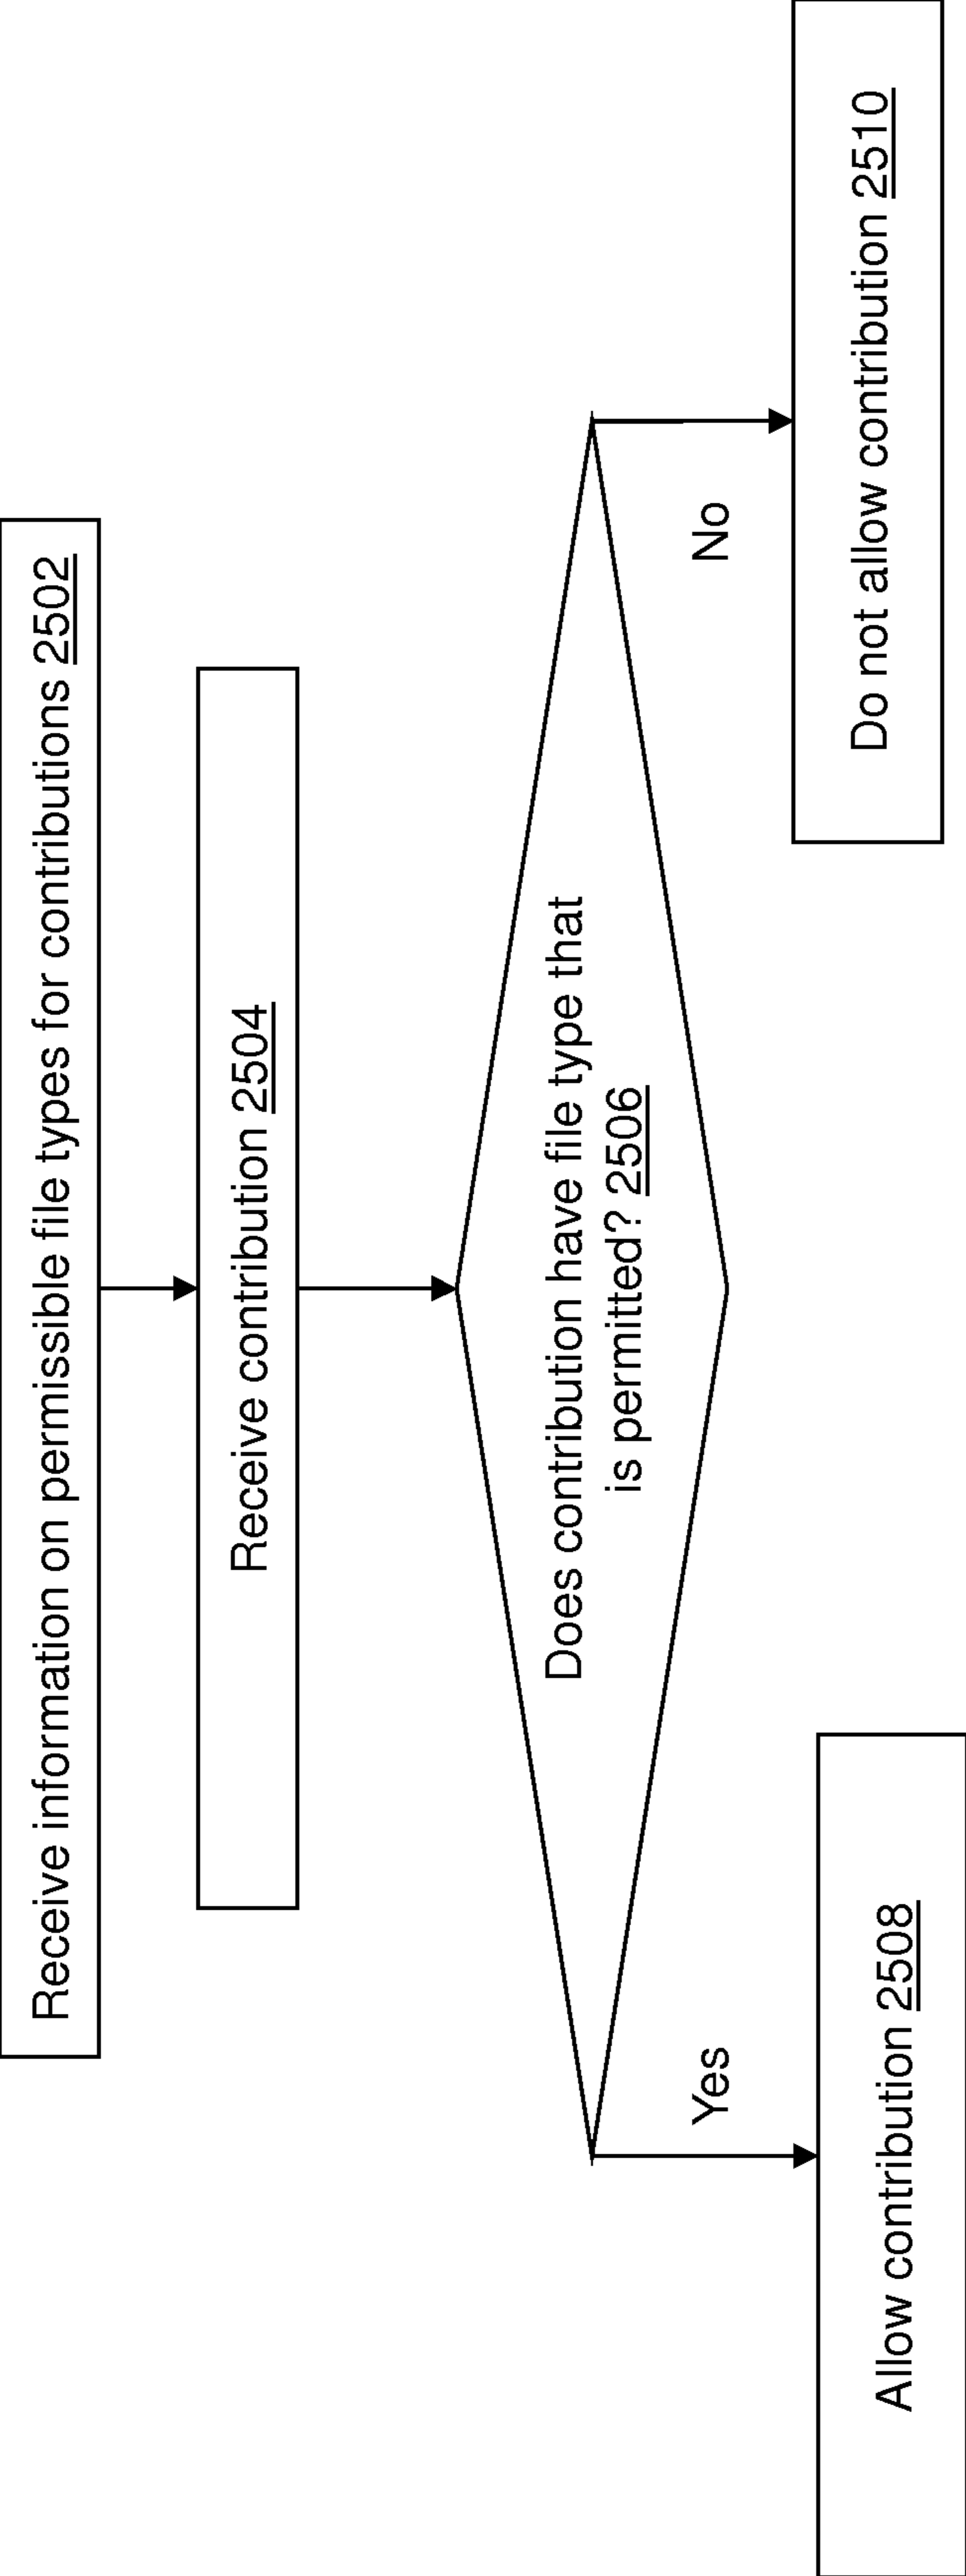 Receive information on permissible file types for contributions 2502
Receive contribution 2504
Does contribution have file type that
is permitted? 2506
Yes
No
Allow contribution 2508
Do not allow contribution 2510